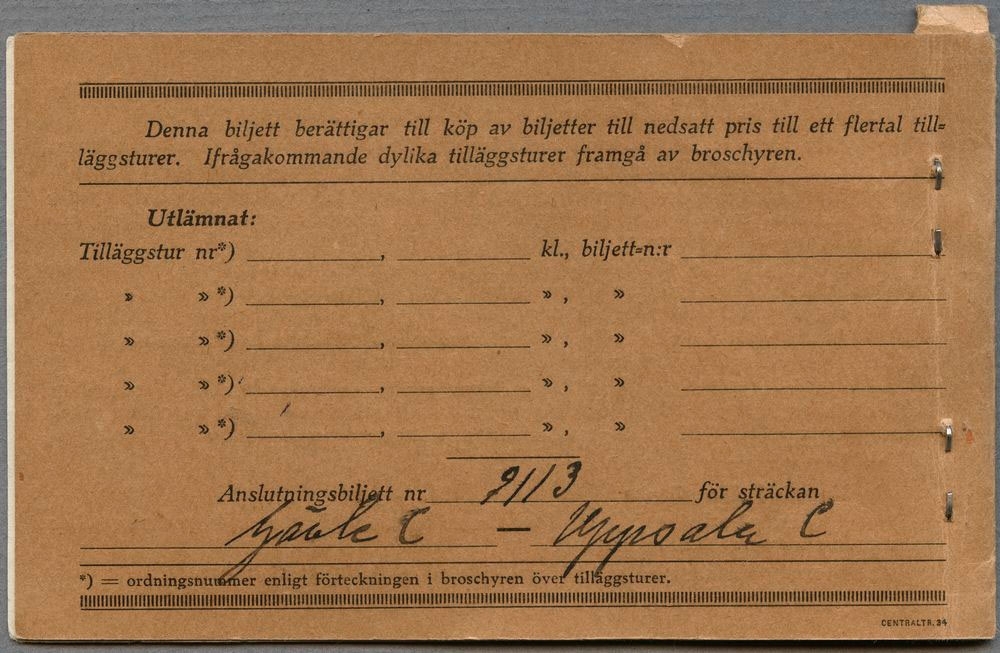 Denna biljett berättigar till köp av biljetter till nedsatt pris till ett flertal till=
läggsturer. Ifrågakommande dylika tilläggsturer framgå av broschyren.
Utlämnat:
Tilläggstur nr*) , kl., biljett=n:r
» » *) , » , »
» » *) , » , »
» » *) , » , »
» » *) , » , »
Anslutningsbiljett nr 9113 för sträckan
Gävle C — Uppsala C
*) = ordningsnummer enligt förteckningen i broschyren över tilläggsturer.
CENTRALTR. 34